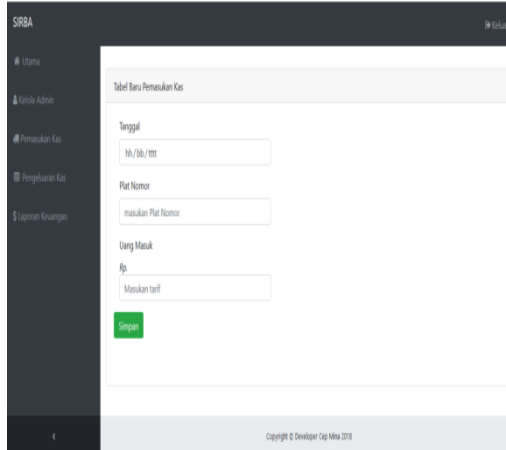 SIRBA
Kelua
Utama
Kelola Admin
Pemasukan Kas
Pengeluaran Kas
$ Laporan Keuangan
Tabel Baru Pemasukan Kas
Tanggal
hh / bb / tttt
Plat Nomor
masukan Plat Nomor
Uang Masuk
Rp.
Masukan tarif
Simpan
Copyright © Developer Cep Mina 2018